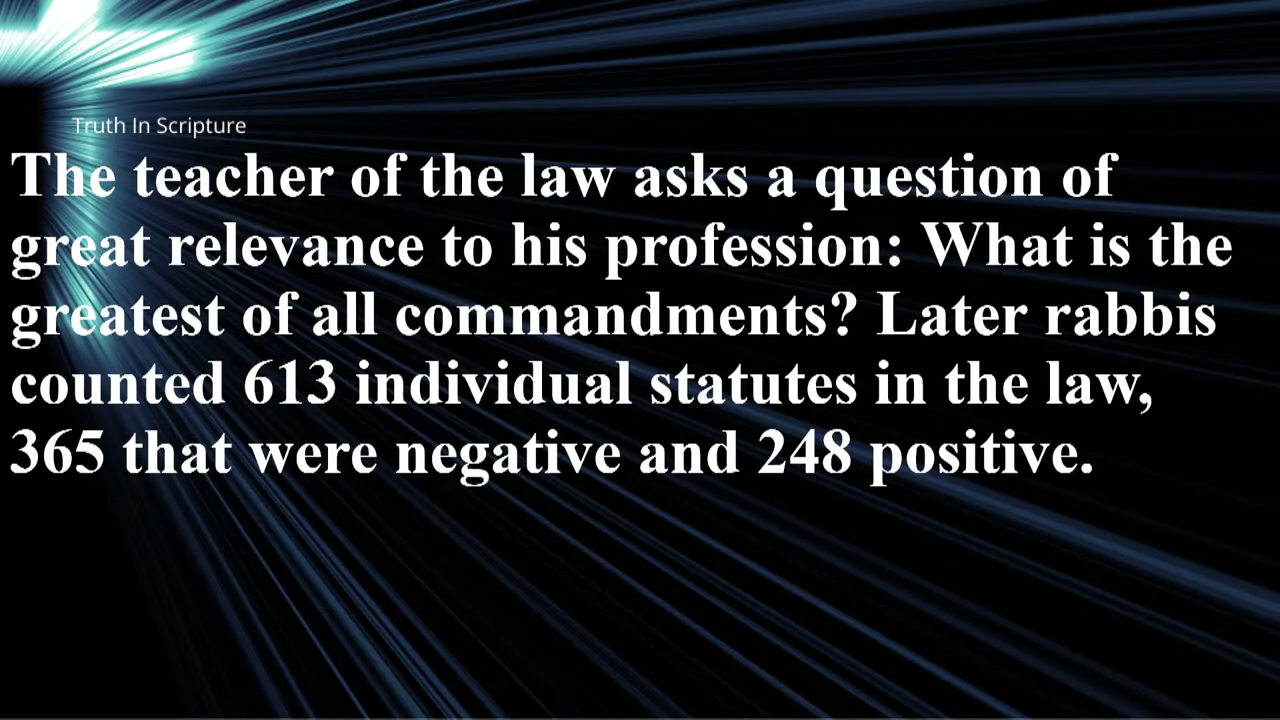 Truth In Scripture
The teacher of the law asks a question of
great relevance to his profession: What is the
greatest of all commandments? Later rabbis
counted 613 individual statutes in the law,
365 that were negative and 248 positive.